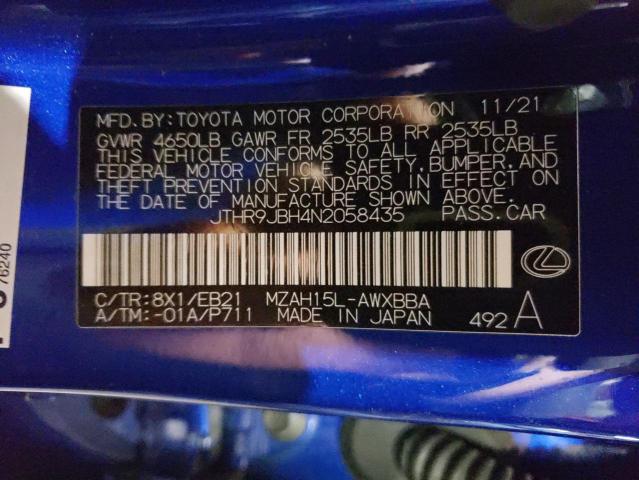 MFD. BY: TOYOTA MOTOR CORPORATION 11/21
GVWR 4650LB GAWR FR 2535LB RR 2535LB
THIS VEHICLE CONFORMS TO ALL APPLICABLE
FEDERAL MOTOR VEHICLE SAFETY, BUMPER, AND
THEFT PREVENTION STANDARDS IN EFFECT ON
THE DATE OF MANUFACTURE SHOWN ABOVE.
JTHR9JBH4N2058435 PASS.CAR
C/TR: 8X1/EB21 MZAH15L-AWXBBA
A/TM: -01A/P711 MADE IN JAPAN 492 A
76240